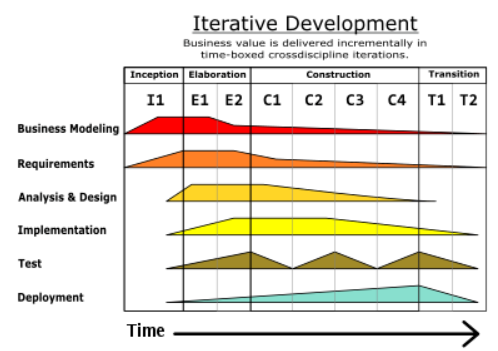 Iterative Development
Business value is delivered incrementally in
time-boxed crossdiscipline iterations.
Inception Elaboration Construction Transition
I1 E1 E2 C1 C2 C3 C4 T1 T2
Business Modeling
Requirements
Analysis & Design
Implementation
Test
Deployment
Time